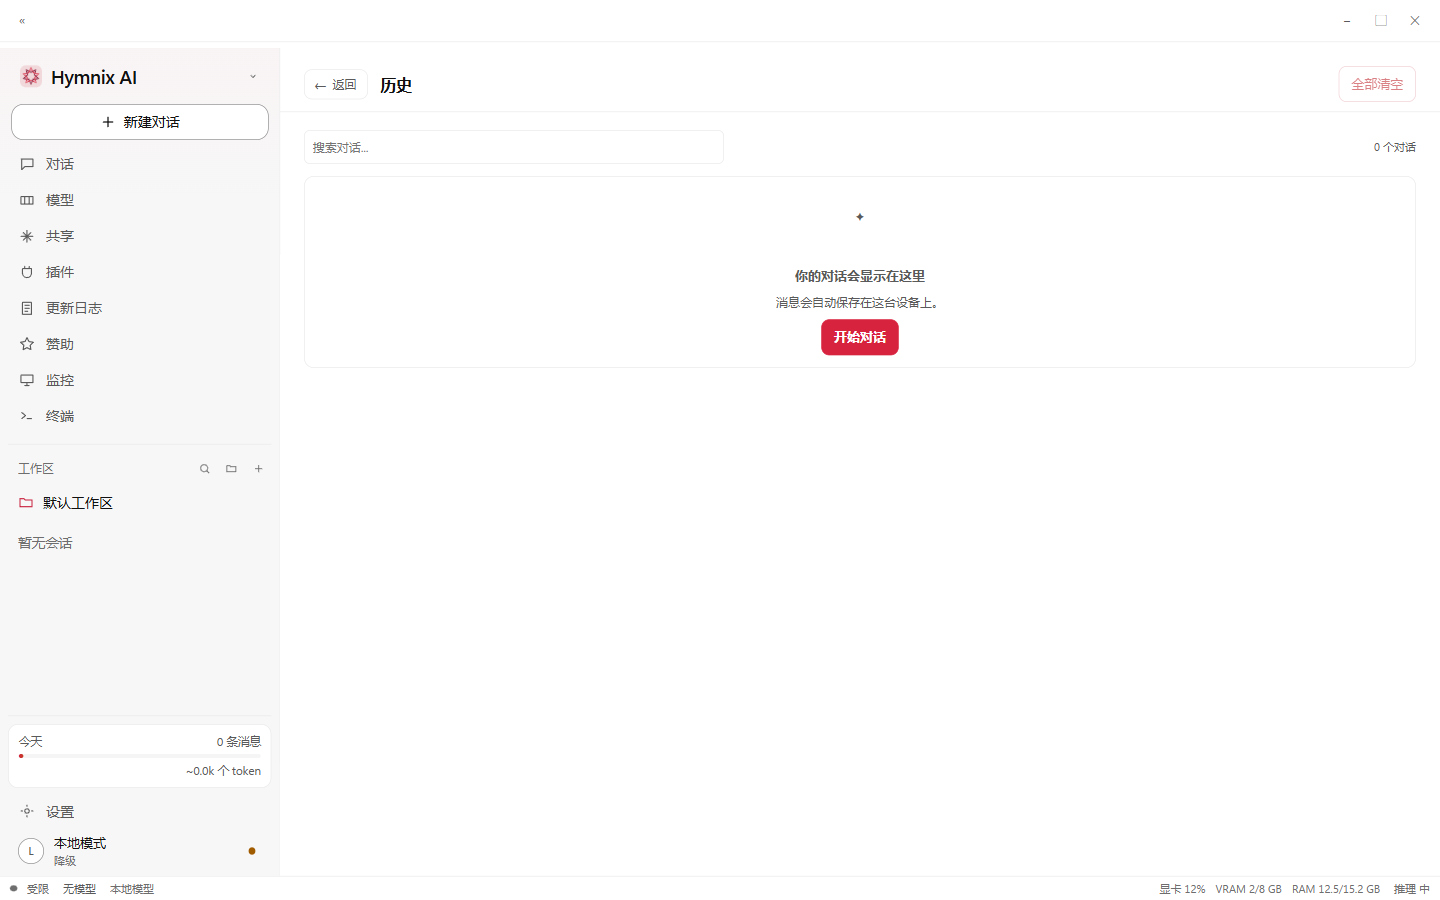 «
Hymnix AI
+ 新建对话
对话
模型
共享
插件
更新日志
赞助
监控
终端
工作区
默认工作区
暂无会话
今天 0 条消息
~0.0k 个 token
设置
L 本地模式
降级
← 返回 历史 全部清空
搜索对话... 0 个对话
你的对话会显示在这里
消息会自动保存在这台设备上。
开始对话
受限 无模型 本地模型 显卡 12% VRAM 2/8 GB RAM 12.5/15.2 GB 推理 中